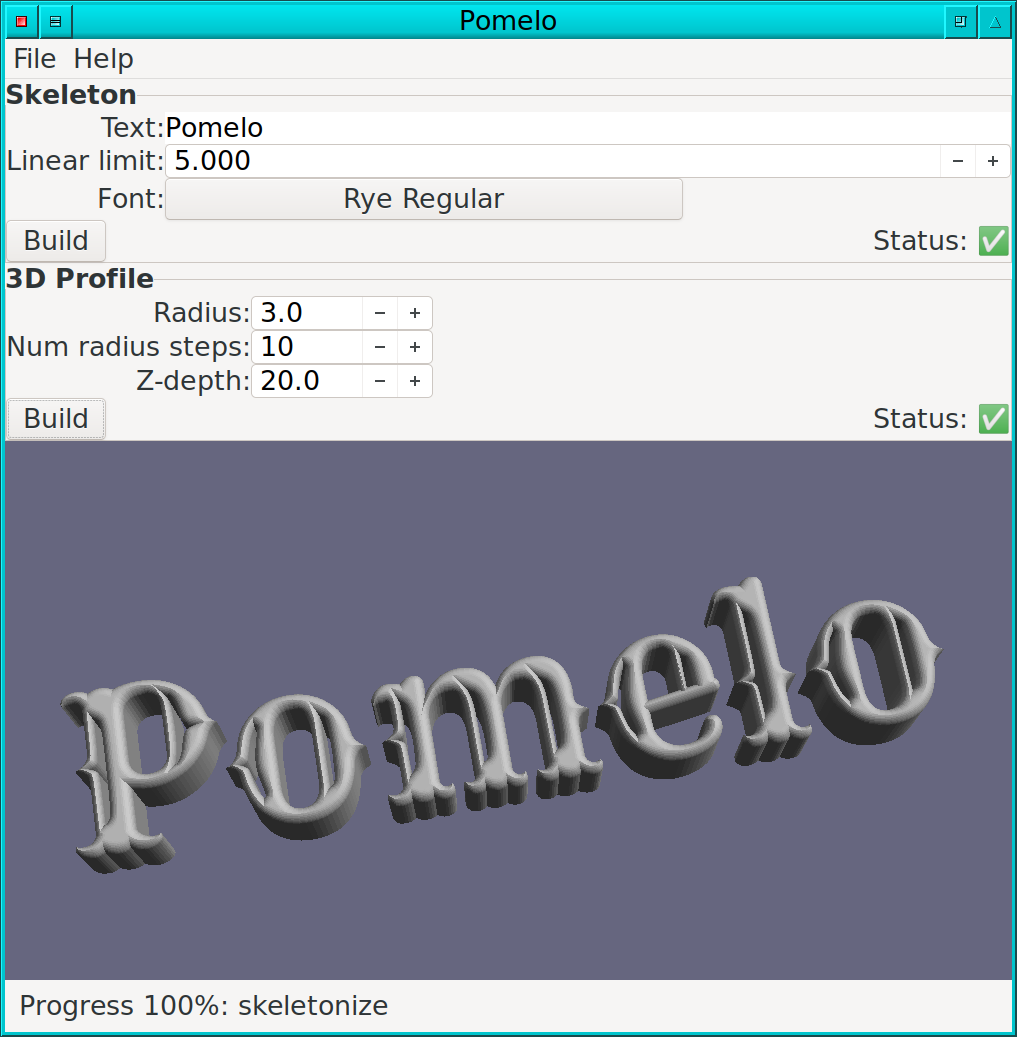 Pomelo
File Help
Skeleton
Text: Pomelo
Linear limit: 5.000 − +
Font: Rye Regular
Build Status: ✅
3D Profile
Radius: 3.0 − +
Num radius steps: 10 − +
Z-depth: 20.0 − +
Build Status: ✅
Pomelo
Progress 100%: skeletonize